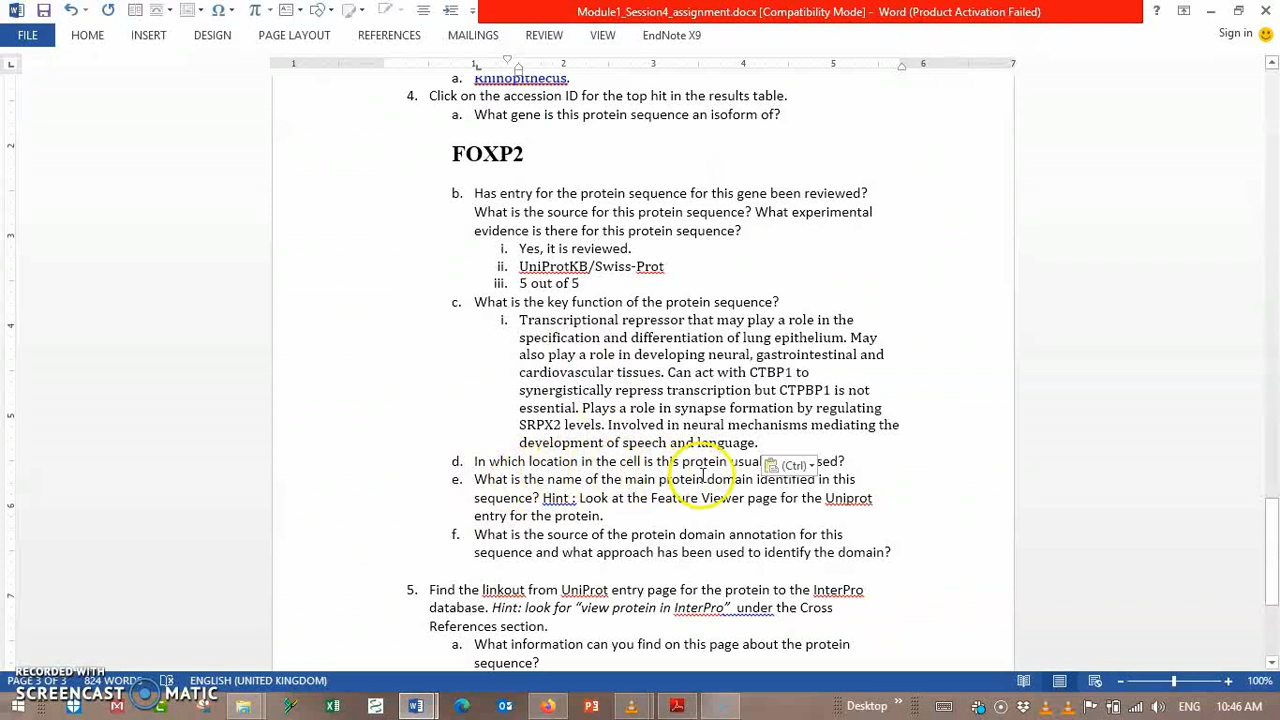 Module1_Session4_assignment.docx [Compatibility Mode] - Word (Product Activation Failed)
FILE HOME INSERT DESIGN PAGE LAYOUT REFERENCES MAILINGS REVIEW VIEW EndNote X9 Sign in
1 1 2 3 4 5 6 7
a. Rhinopithecus.
4. Click on the accession ID for the top hit in the results table.
a. What gene is this protein sequence an isoform of?
FOXP2
b. Has entry for the protein sequence for this gene been reviewed?
What is the source for this protein sequence? What experimental
evidence is there for this protein sequence?
i. Yes, it is reviewed.
ii. UniProtKB/Swiss-Prot
iii. 5 out of 5
c. What is the key function of the protein sequence?
i. Transcriptional repressor that may play a role in the
specification and differentiation of lung epithelium. May
also play a role in developing neural, gastrointestinal and
cardiovascular tissues. Can act with CTBP1 to
synergistically repress transcription but CTPBP1 is not
essential. Plays a role in synapse formation by regulating
SRPX2 levels. Involved in neural mechanisms mediating the
development of speech and language.
d. In which location in the cell is this protein usual (Ctrl) sed?
e. What is the name of the main protein domain identified in this
sequence? Hint : Look at the Feature Viewer page for the Uniprot
entry for the protein.
f. What is the source of the protein domain annotation for this
sequence and what approach has been used to identify the domain?
5. Find the linkout from UniProt entry page for the protein to the InterPro
database. Hint: look for “view protein in InterPro” under the Cross
References section.
a. What information can you find on this page about the protein
sequence?
RECORDED WITH
SCREENCAST MATIC
PAGE 3 OF 3 824 WORDS ENGLISH (UNITED KINGDOM) 100%
Desktop 10:46 AM